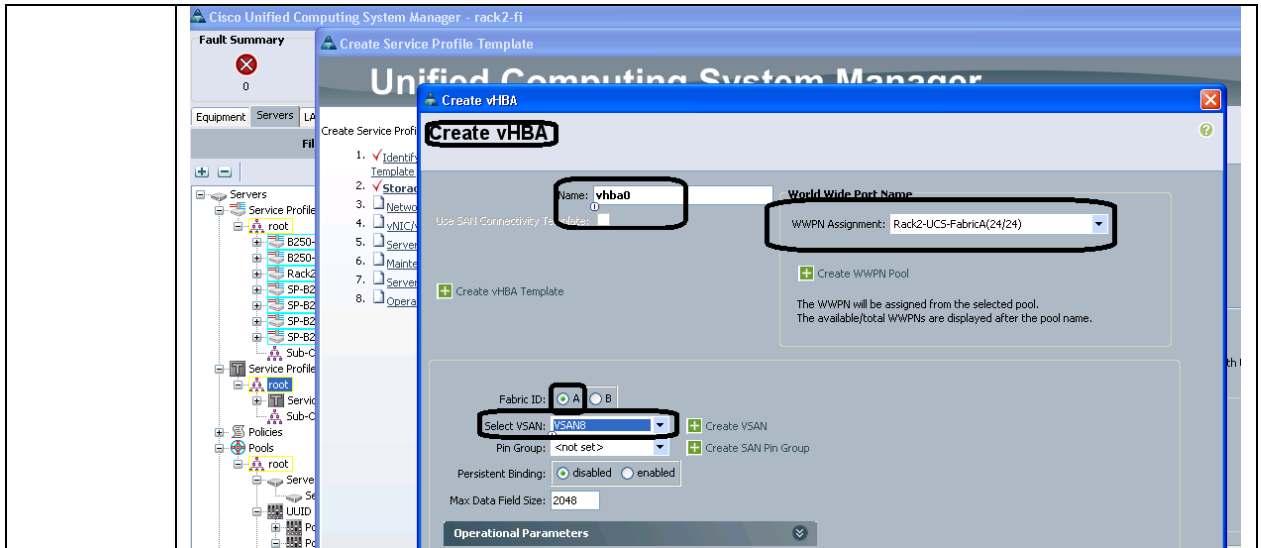 Cisco Unified Computing System Manager - rack2-fi
Fault Summary
0
Equipment Servers LA
Fil
Servers
Service Profile
root
B250-
B250-
Rack2
SP-B2
SP-B2
SP-B2
SP-B2
Sub-O
Service Profile
root
Servic
Sub-O
Policies
Pools
root
Serve
Se
UUID
Po
Po
Create Service Profile Template
Unified Computing System Manager
Create Service Profi
1. Identify
Template
2. Storag
3. Netwo
4. vNIC/v
5. Server
6. Mainte
7. Server
8. Opera
Create vHBA
Create vHBA
Name: vhba0
Use SAN Connectivity Template:
Create vHBA Template
World Wide Port Name
WWPN Assignment: Rack2-UCS-FabricA(24/24)
Create WWPN Pool
The WWPN will be assigned from the selected pool.
The available/total WWPNs are displayed after the pool name.
Fabric ID: A B
Select VSAN: VSAN8 Create VSAN
Pin Group: <not set> Create SAN Pin Group
Persistent Binding: disabled enabled
Max Data Field Size: 2048
Operational Parameters